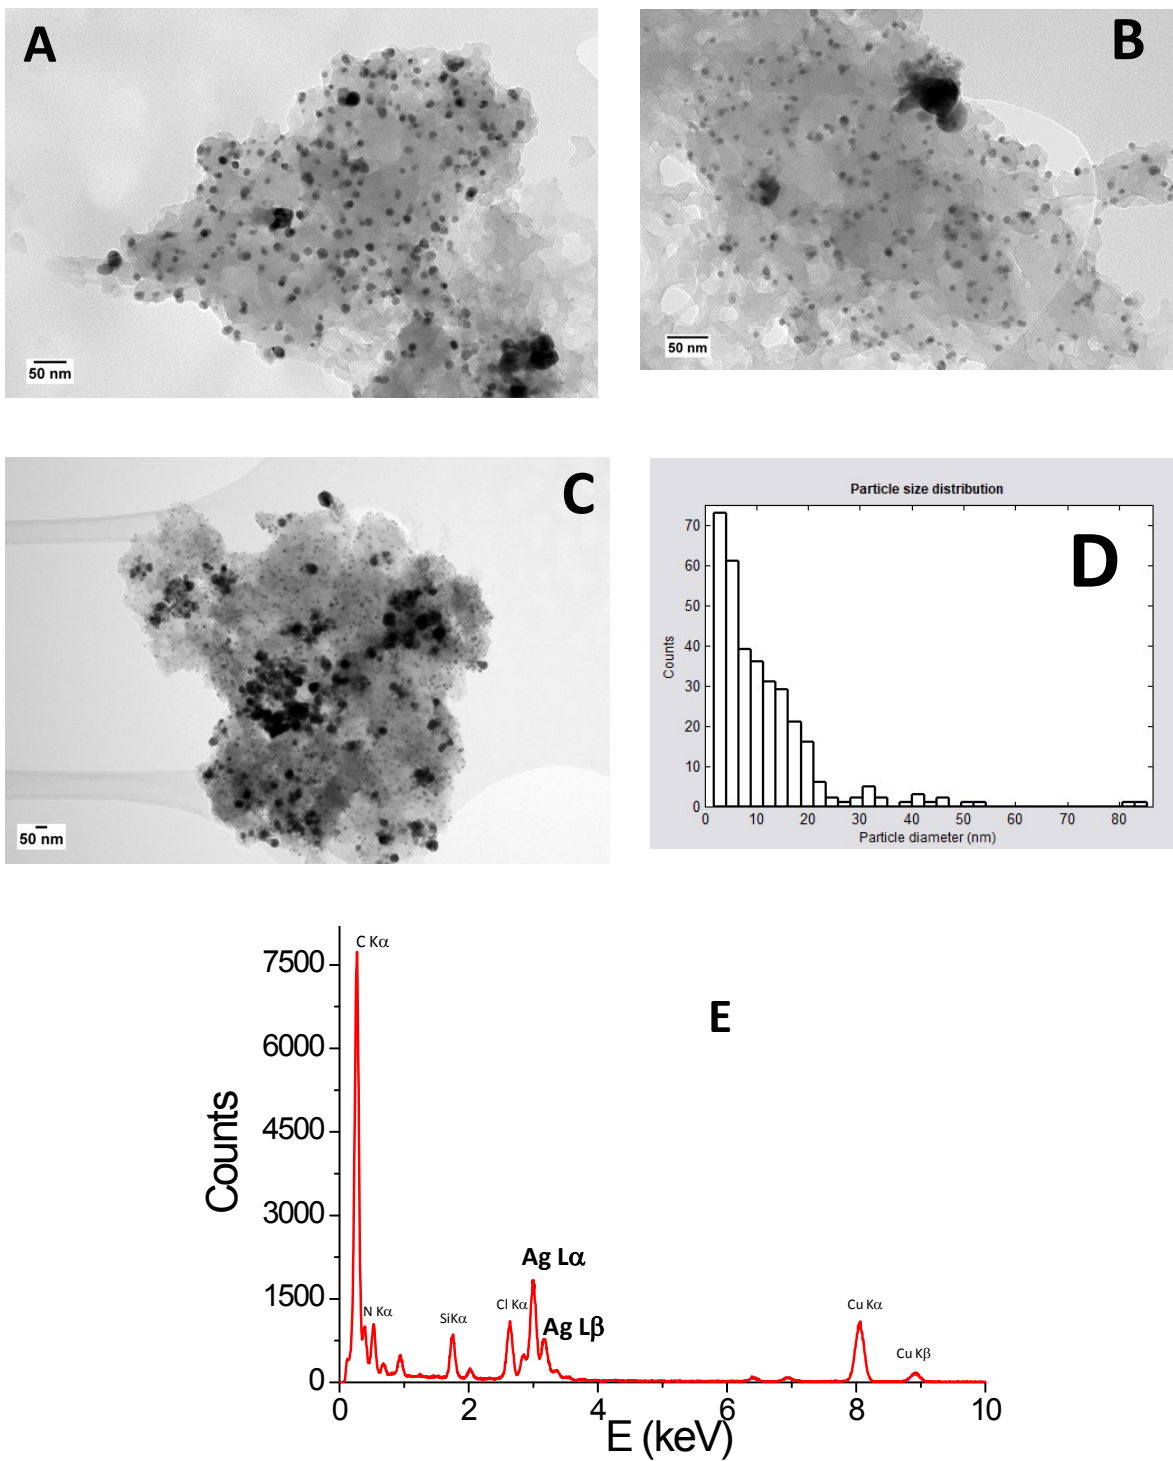 A
50 nm
B
50 nm
C
50 nm
Particle size distribution
D
70
60
50
40
30
20
10
0
Counts
0 10 20 30 40 50 60 70 80
Particle diameter (nm)
E
C Kα
7500
6000
4500
3000
1500
0
Counts
N Kα
SiKα
Cl Kα
Ag Lα
Ag Lβ
Cu Kα
Cu Kβ
0 2 4 6 8 10
E (keV)